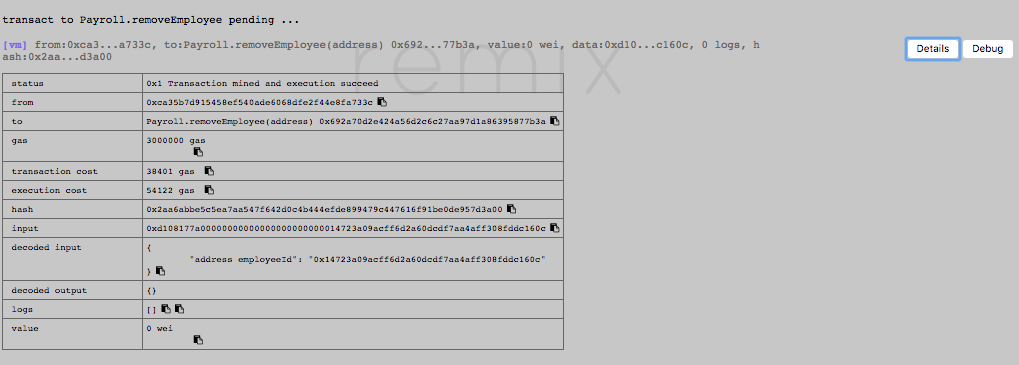 transact to Payroll.removeEmployee pending ...
[vm] from:0xca3...a733c, to:Payroll.removeEmployee(address) 0x692...77b3a, value:0 wei, data:0xd10...c160c, 0 logs, h
ash:0x2aa...d3a00
Details Debug
remix
status 0x1 Transaction mined and execution succeed
from 0xca35b7d915458ef540ade6068dfe2f44e8fa733c
to Payroll.removeEmployee(address) 0x692a70d2e424a56d2c6c27aa97d1a86395877b3a
gas 3000000 gas
transaction cost 38401 gas
execution cost 54122 gas
hash 0x2aa6abbe5c5ea7aa547f642d0c4b444efde899479c447616f91be0de957d3a00
input 0xd108177a00000000000000000000000014723a09acff6d2a60dcdf7aa4aff308fddc160c
decoded input {
"address employeeId": "0x14723a09acff6d2a60dcdf7aa4aff308fddc160c"
}
decoded output {}
logs []
value 0 wei